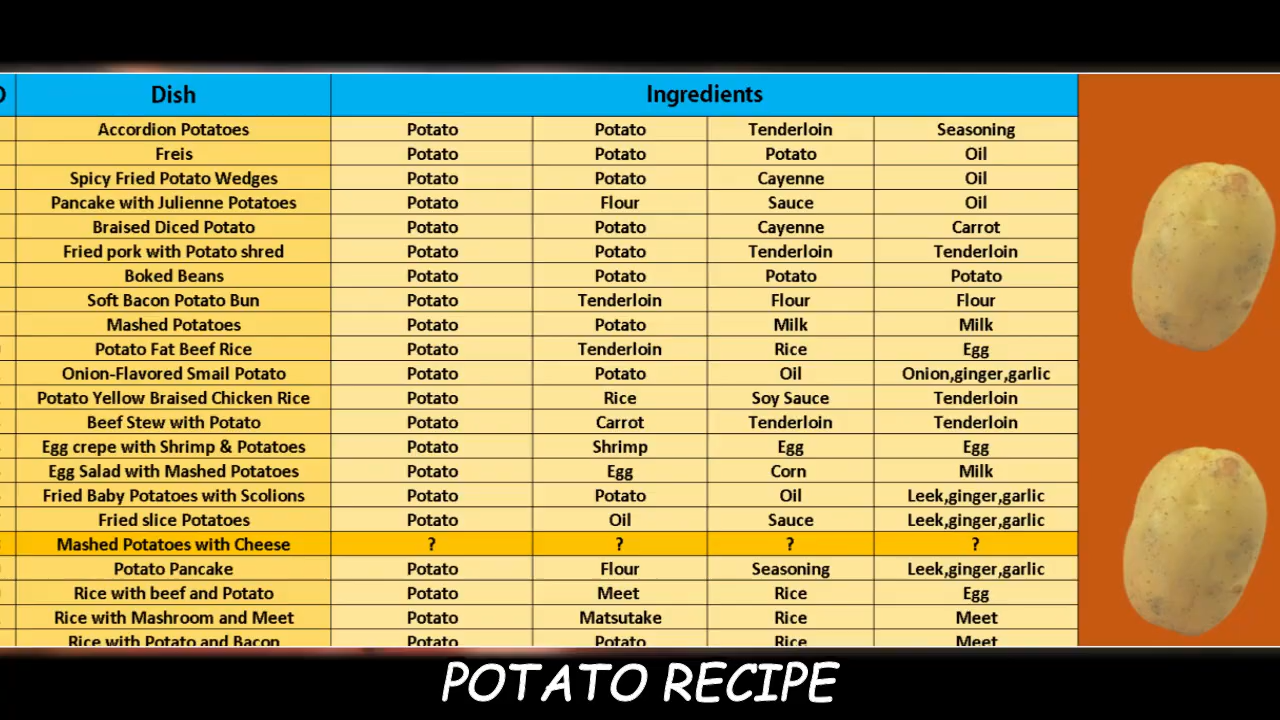 Dish Ingredients
Accordion Potatoes Potato Potato Tenderloin Seasoning
Freis Potato Potato Potato Oil
Spicy Fried Potato Wedges Potato Potato Cayenne Oil
Pancake with Julienne Potatoes Potato Flour Sauce Oil
Braised Diced Potato Potato Potato Cayenne Carrot
Fried pork with Potato shred Potato Potato Tenderloin Tenderloin
Boked Beans Potato Potato Potato Potato
Soft Bacon Potato Bun Potato Tenderloin Flour Flour
Mashed Potatoes Potato Potato Milk Milk
Potato Fat Beef Rice Potato Tenderloin Rice Egg
Onion-Flavored Smail Potato Potato Potato Oil Onion,ginger,garlic
Potato Yellow Braised Chicken Rice Potato Rice Soy Sauce Tenderloin
Beef Stew with Potato Potato Carrot Tenderloin Tenderloin
Egg crepe with Shrimp & Potatoes Potato Shrimp Egg Egg
Egg Salad with Mashed Potatoes Potato Egg Corn Milk
Fried Baby Potatoes with Scolions Potato Potato Oil Leek,ginger,garlic
Fried slice Potatoes Potato Oil Sauce Leek,ginger,garlic
Mashed Potatoes with Cheese ? ? ? ?
Potato Pancake Potato Flour Seasoning Leek,ginger,garlic
Rice with beef and Potato Potato Meet Rice Egg
Rice with Mashroom and Meet Potato Matsutake Rice Meet
Rice with Potato and Bacon Potato Potato Rice Meet
POTATO RECIPE